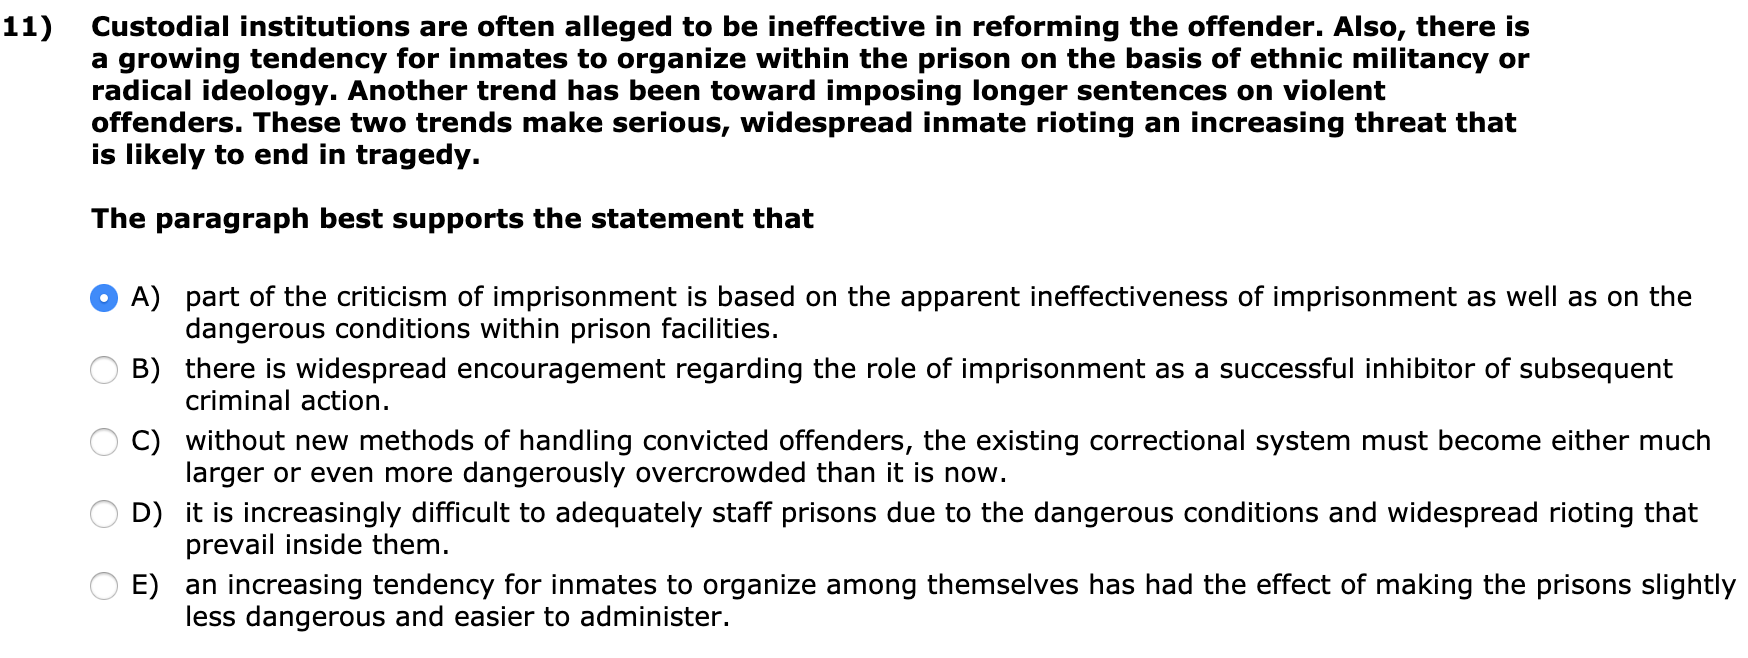 11) Custodial institutions are often alleged to be ineffective in reforming the offender. Also, there is
a growing tendency for inmates to organize within the prison on the basis of ethnic militancy or
radical ideology. Another trend has been toward imposing longer sentences on violent
offenders. These two trends make serious, widespread inmate rioting an increasing threat that
is likely to end in tragedy.
The paragraph best supports the statement that
A) part of the criticism of imprisonment is based on the apparent ineffectiveness of imprisonment as well as on the
dangerous conditions within prison facilities.
B) there is widespread encouragement regarding the role of imprisonment as a successful inhibitor of subsequent
criminal action.
C) without new methods of handling convicted offenders, the existing correctional system must become either much
larger or even more dangerously overcrowded than it is now.
D) it is increasingly difficult to adequately staff prisons due to the dangerous conditions and widespread rioting that
prevail inside them.
E) an increasing tendency for inmates to organize among themselves has had the effect of making the prisons slightly
less dangerous and easier to administer.